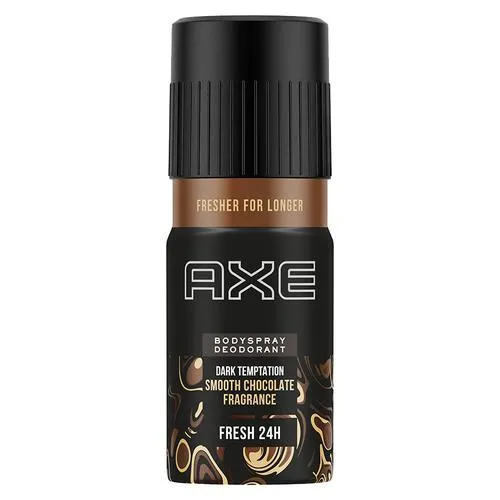 FRESHER FOR LONGER
AXE
BODYSPRAY
DEODORANT
DARK TEMPTATION
SMOOTH CHOCOLATE
FRAGRANCE
FRESH 24H